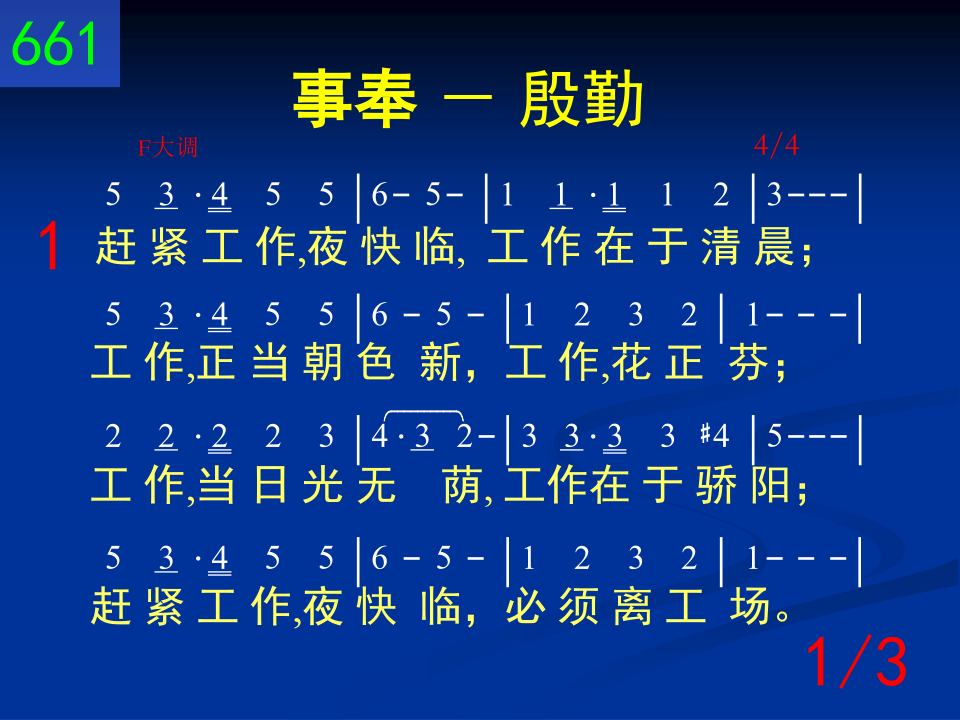 661
事奉 － 殷勤
F大调 4/4
5 3 · 4 5 5 | 6 - 5 - | 1 1 · 1 1 2 | 3 - - - |
1 赶 紧 工 作,夜 快 临, 工 作 在 于 清 晨；
5 3 · 4 5 5 | 6 - 5 - | 1 2 3 2 | 1 - - - |
工 作,正 当 朝 色 新，工 作,花 正 芬；
2 2 · 2 2 3 | 4 · 3 2 - | 3 3 · 3 3 #4 | 5 - - - |
工 作,当 日 光 无 荫, 工作在 于 骄 阳；
5 3 · 4 5 5 | 6 - 5 - | 1 2 3 2 | 1 - - - |
赶 紧 工 作,夜 快 临，必 须 离 工 场。
1/3